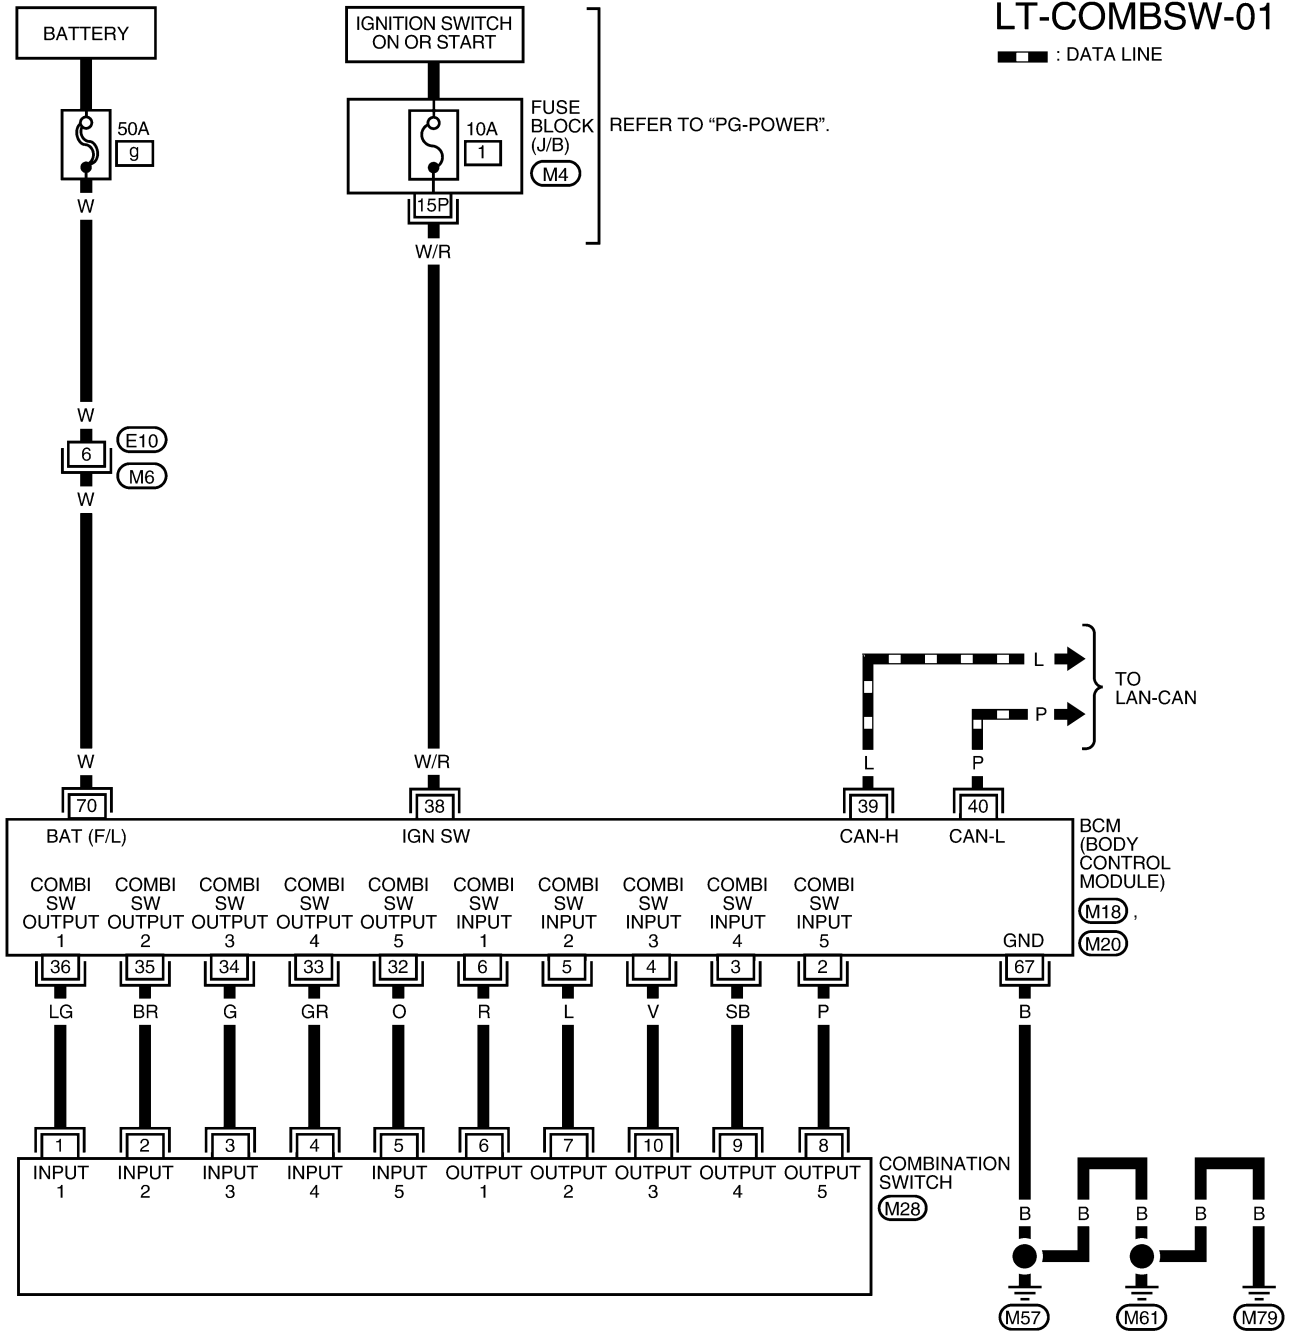 LT-COMBSW-01
: DATA LINE
BATTERY
IGNITION SWITCH
ON OR START
50A
g
10A
1
FUSE
BLOCK
(J/B)
M4
REFER TO “PG-POWER”.
15P
W
W/R
W
6
E10
M6
W
L
P
TO
LAN-CAN
W
W/R
L
P
70
38
39
40
BAT (F/L)
IGN SW
CAN-H
CAN-L
BCM
(BODY
CONTROL
MODULE)
M18 ,
M20
COMBI
SW
OUTPUT
1
COMBI
SW
OUTPUT
2
COMBI
SW
OUTPUT
3
COMBI
SW
OUTPUT
4
COMBI
SW
OUTPUT
5
COMBI
SW
INPUT
1
COMBI
SW
INPUT
2
COMBI
SW
INPUT
3
COMBI
SW
INPUT
4
COMBI
SW
INPUT
5
GND
36
35
34
33
32
6
5
4
3
2
67
LG
BR
G
GR
O
R
L
V
SB
P
B
1
2
3
4
5
6
7
10
9
8
INPUT
1
INPUT
2
INPUT
3
INPUT
4
INPUT
5
OUTPUT
1
OUTPUT
2
OUTPUT
3
OUTPUT
4
OUTPUT
5
COMBINATION
SWITCH
M28
B
B
B
B
B
M57
M61
M79